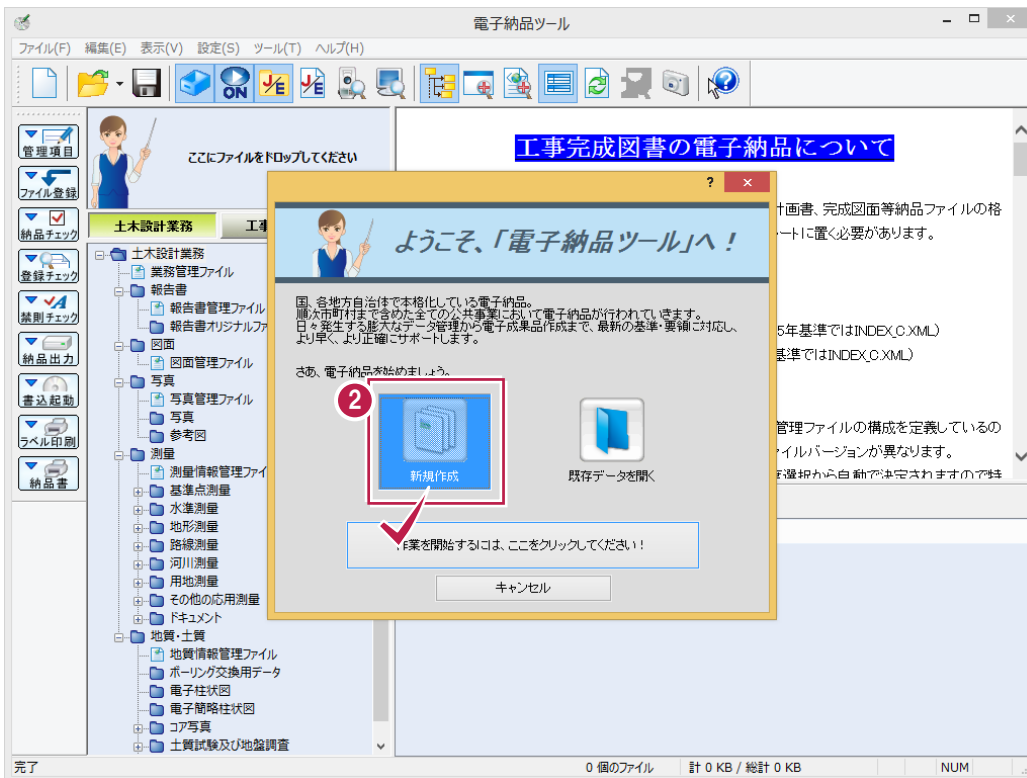 電子納品ツール
ファイル(F) 編集(E) 表示(V) 設定(S) ツール(T) ヘルプ(H)
ON
J/E
J/E
管理項目
ファイル登録
納品チェック
登録チェック
禁則チェック
納品出力
書込起動
ラベル印刷
納品書
ここにファイルをドロップしてください
土木設計業務
土木設計業務
業務管理ファイル
報告書
報告書管理ファイル
図面
図面管理ファイル
写真
写真管理ファイル
写真
参考図
測量
基準点測量
水準測量
地形測量
路線測量
河川測量
用地測量
その他の応用測量
ドキュメント
地質・土質
地質情報管理ファイル
ボーリング交換用データ
電子柱状図
電子簡略柱状図
コア写真
土質試験及び地盤調査
工事完成図書の電子納品について
計画書、完成図面等納品ファイルの格
ートに置く必要があります。
5年基準ではINDEX_C.XML)
基準ではINDEX_C.XML)
管理ファイルの構成を定義しているの
イルバージョンが異なります。
ようこそ、「電子納品ツール」へ！
国、各地方自治体で本格化している電子納品。
順次市町村まで含めた全ての公共事業において電子納品が行われていきます。
日々発生する膨大なデータ管理から電子成果品作成まで、最新の基準・要領に対応し、
より早く、より正確にサポートします。
さあ、電子納品を始めましょう。
2
新規作成
既存データを開く
作業を開始するには、ここをクリックしてください！
キャンセル
完了
0 個のファイル 計 0 KB / 総計 0 KB NUM